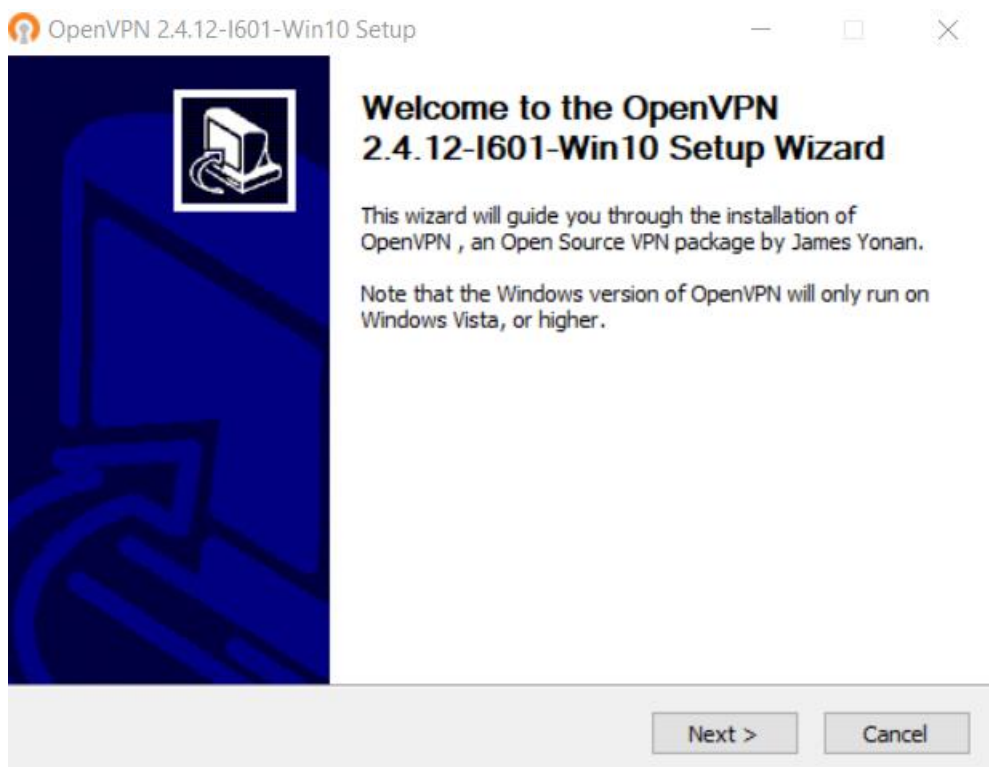 OpenVPN 2.4.12-I601-Win10 Setup
Welcome to the OpenVPN
2.4.12-I601-Win10 Setup Wizard
This wizard will guide you through the installation of
OpenVPN , an Open Source VPN package by James Yonan.
Note that the Windows version of OpenVPN will only run on
Windows Vista, or higher.
Next >
Cancel